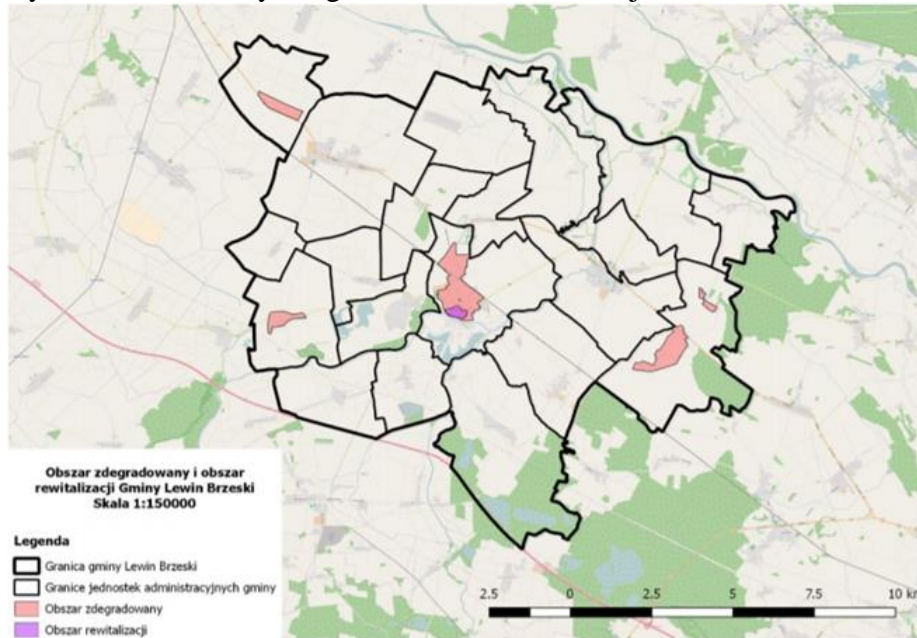 Obszar zdegradowany i obszar
rewitalizacji Gminy Lewin Brzeski
Skala 1:150000
Legenda
Granica gminy Lewin Brzeski
Granice jednostek administracyjnych gminy
Obszar zdegradowany
Obszar rewitalizacji
2.5 0 2.5 5 7.5 10 km